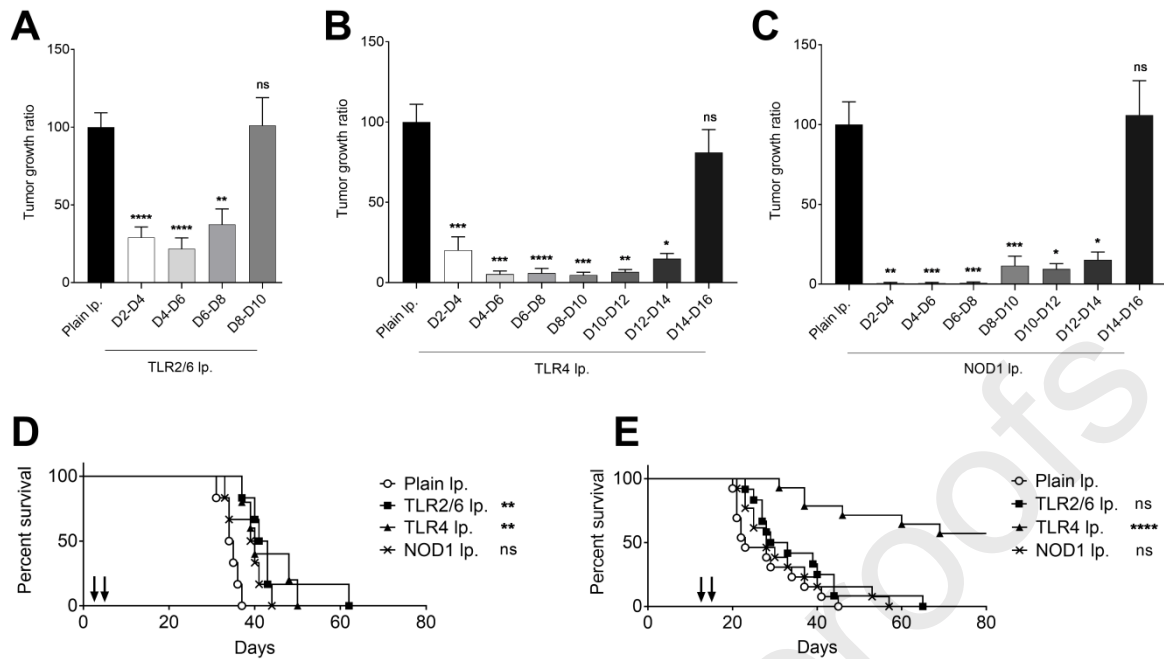 A
Tumor growth ratio
150
100
50
0
****
****
**
ns
Plain lp.
D2-D4
D4-D6
D6-D8
D8-D10
TLR2/6 lp.
B
Tumor growth ratio
150
100
50
0
***
***
****
***
**
*
ns
Plain lp.
D2-D4
D4-D6
D6-D8
D8-D10
D10-D12
D12-D14
D14-D16
TLR4 lp.
C
Tumor growth ratio
150
100
50
0
**
***
***
***
*
*
ns
Plain lp.
D2-D4
D4-D6
D6-D8
D8-D10
D10-D12
D12-D14
D14-D16
NOD1 lp.
D
Percent survival
100
50
0
0 20 40 60 80
Days
Plain lp.
TLR2/6 lp. **
TLR4 lp. **
NOD1 lp. ns
E
Percent survival
100
50
0
0 20 40 60 80
Days
Plain lp.
TLR2/6 lp. ns
TLR4 lp. ****
NOD1 lp. ns
roofs